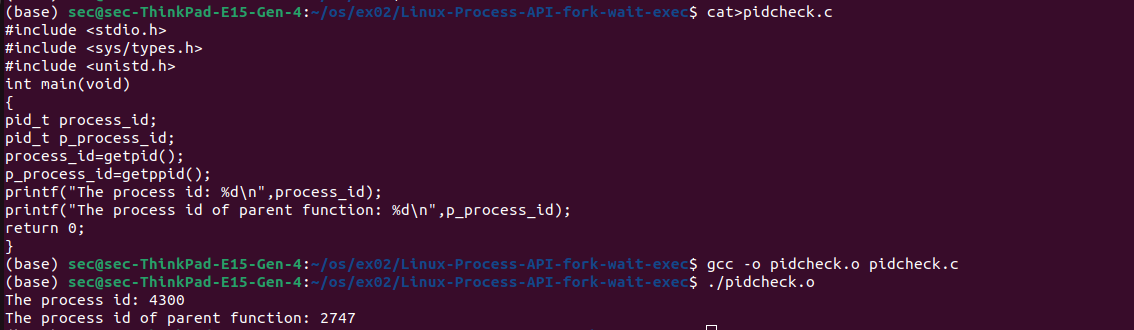 (base) sec@sec-ThinkPad-E15-Gen-4:~/os/ex02/Linux-Process-API-fork-wait-exec$ cat>pidcheck.c
#include <stdio.h>
#include <sys/types.h>
#include <unistd.h>
int main(void)
{
pid_t process_id;
pid_t p_process_id;
process_id=getpid();
p_process_id=getppid();
printf("The process id: %d\n",process_id);
printf("The process id of parent function: %d\n",p_process_id);
return 0;
}
(base) sec@sec-ThinkPad-E15-Gen-4:~/os/ex02/Linux-Process-API-fork-wait-exec$ gcc -o pidcheck.o pidcheck.c
(base) sec@sec-ThinkPad-E15-Gen-4:~/os/ex02/Linux-Process-API-fork-wait-exec$ ./pidcheck.o
The process id: 4300
The process id of parent function: 2747